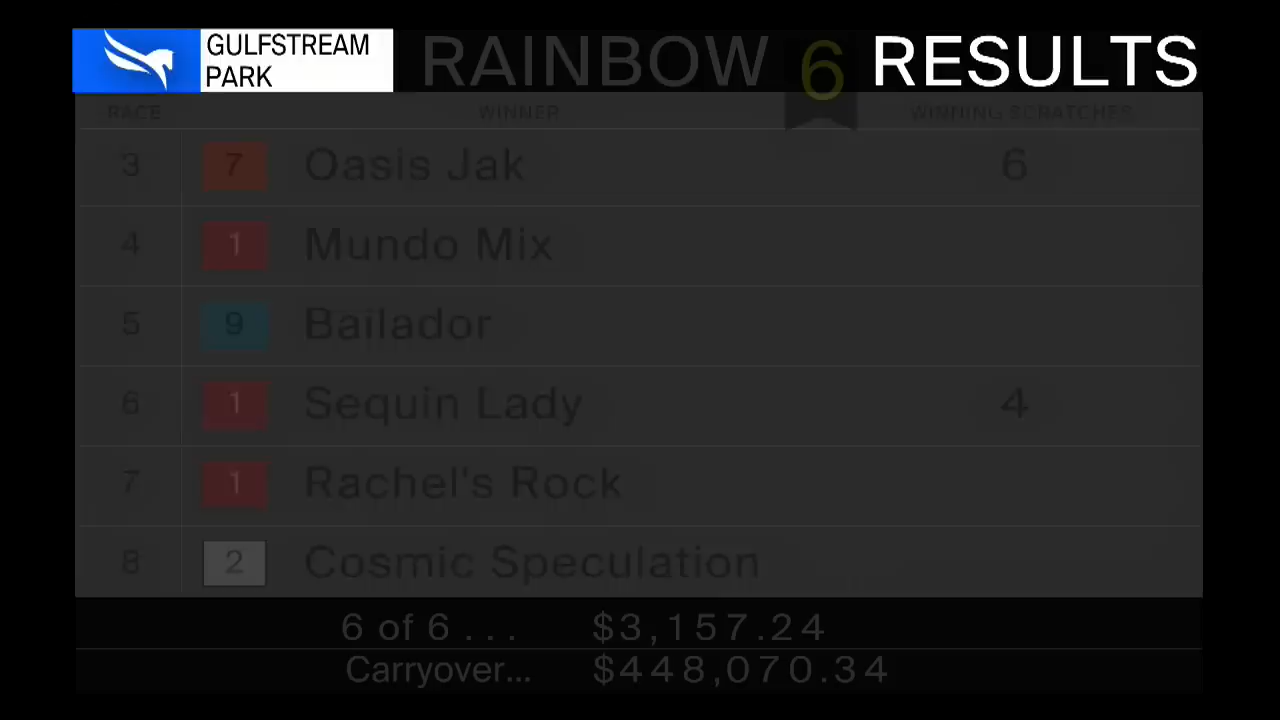 GULFSTREAM PARK RAINBOW 6 RESULTS
RACE WINNER WINNING SCRATCHES
3 7 Oasis Jak 6
4 1 Mundo Mix
5 9 Bailador
6 1 Sequin Lady 4
7 1 Rachel's Rock
8 2 Cosmic Speculation
6 of 6 ... $3,157.24
Carryover... $448,070.34